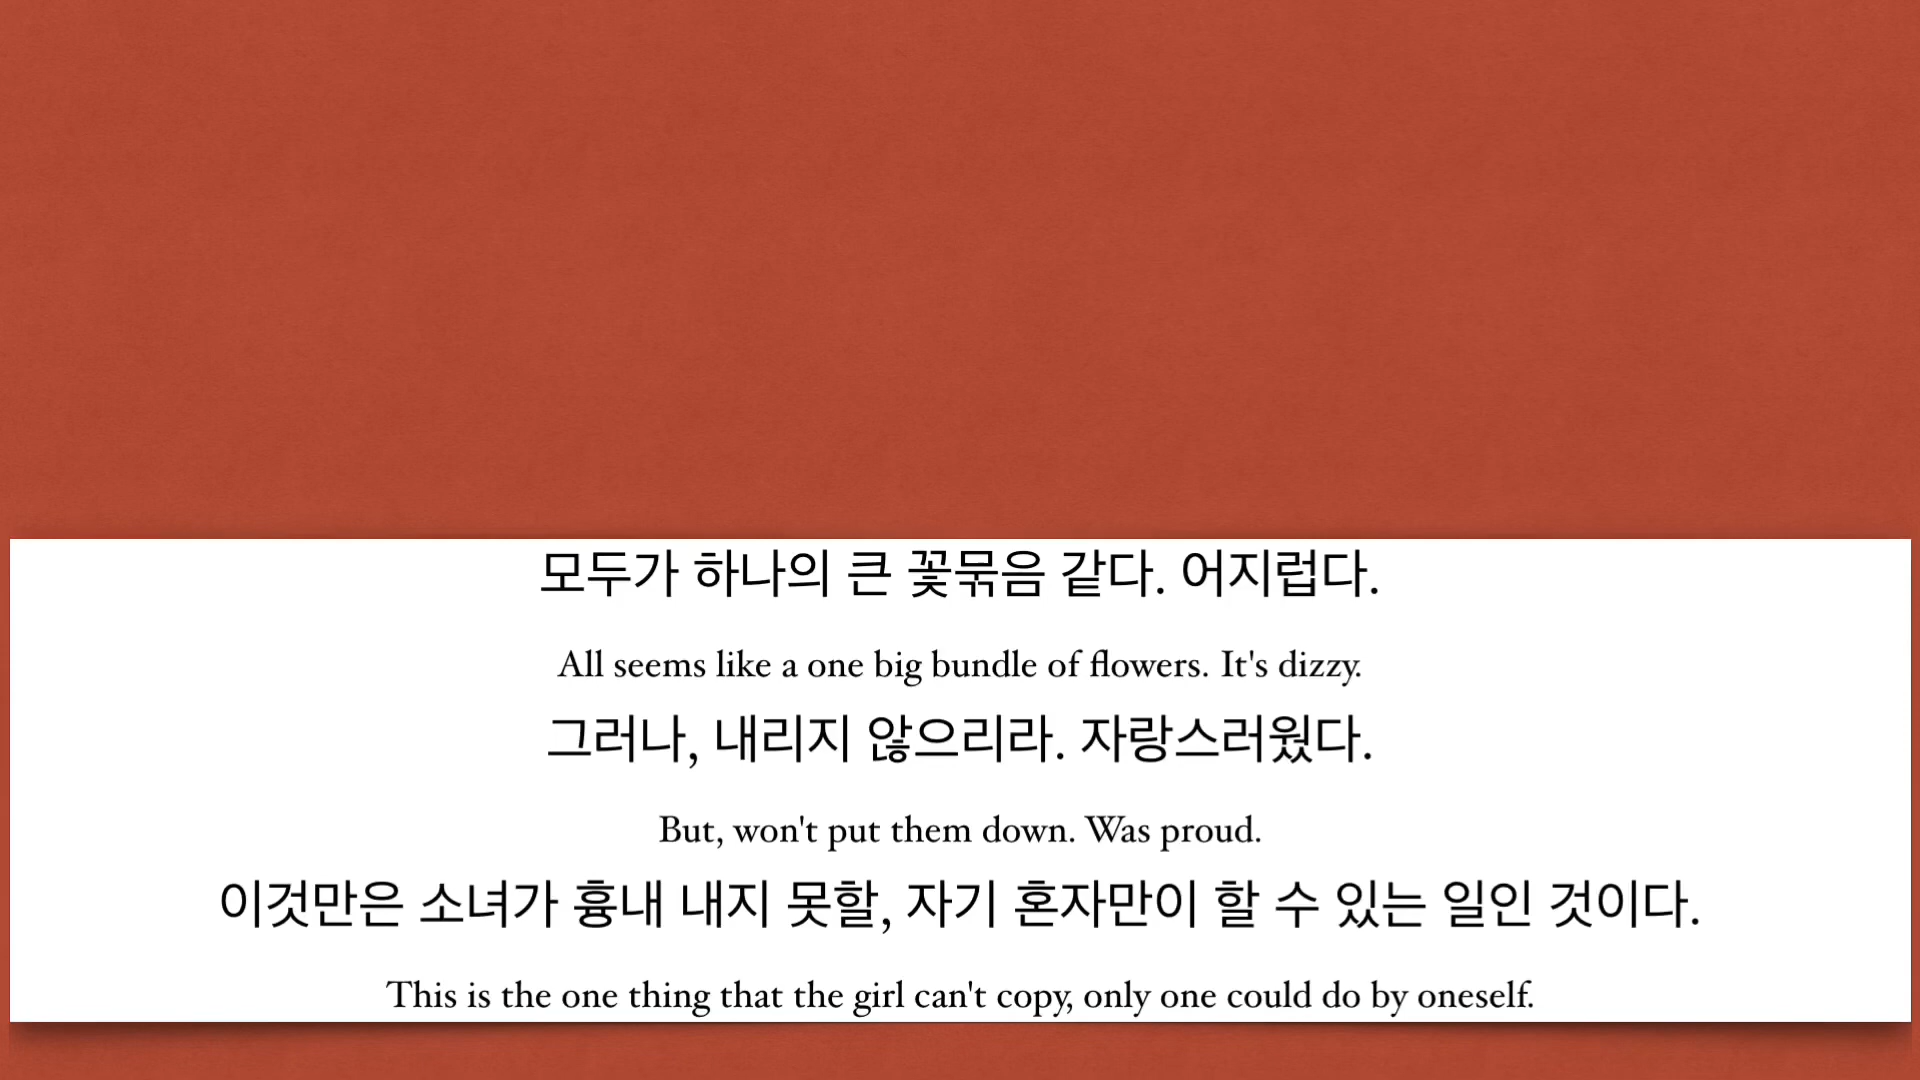 모두가 하나의 큰 꽃묶음 같다. 어지럽다.
All seems like a one big bundle of flowers. It's dizzy.
그러나, 내리지 않으리라. 자랑스러웠다.
But, won't put them down. Was proud.
이것만은 소녀가 흉내 내지 못할, 자기 혼자만이 할 수 있는 일인 것이다.
This is the one thing that the girl can't copy, only one could do by oneself.